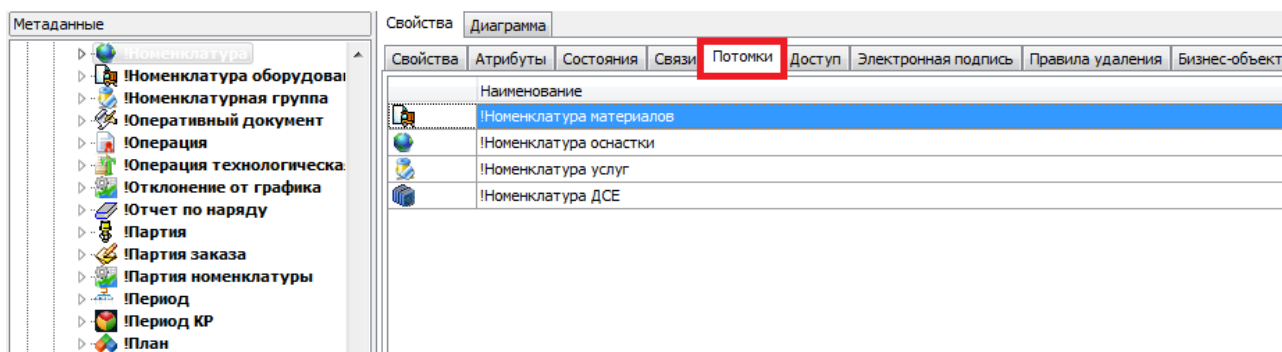 Метаданные
!Номенклатура
!Номенклатура оборудова
!Номенклатурная группа
!Оперативный документ
!Операция
!Операция технологическа
!Отклонение от графика
!Отчет по наряду
!Партия
!Партия заказа
!Партия номенклатуры
!Период
!Период КР
!План
Свойства Диаграмма
Свойства Атрибуты Состояния Связи Потомки Доступ Электронная подпись Правила удаления Бизнес-объект
Наименование
!Номенклатура материалов
!Номенклатура оснастки
!Номенклатура услуг
!Номенклатура ДСЕ